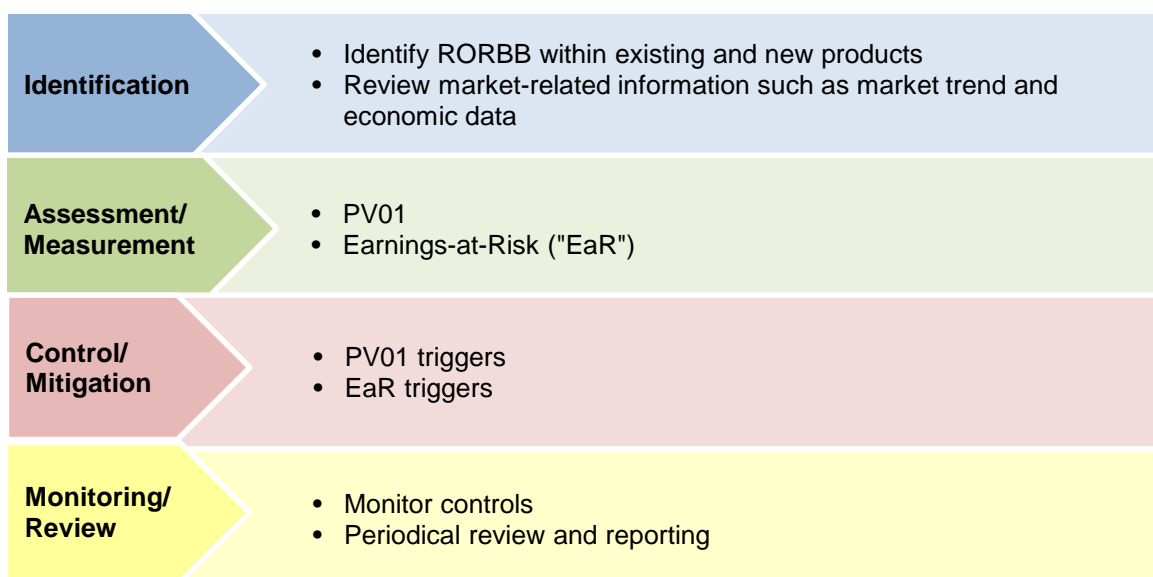 Identification
• Identify RORBB within existing and new products
• Review market-related information such as market trend and
economic data
Assessment/
Measurement
• PV01
• Earnings-at-Risk ("EaR")
Control/
Mitigation
• PV01 triggers
• EaR triggers
Monitoring/
Review
• Monitor controls
• Periodical review and reporting